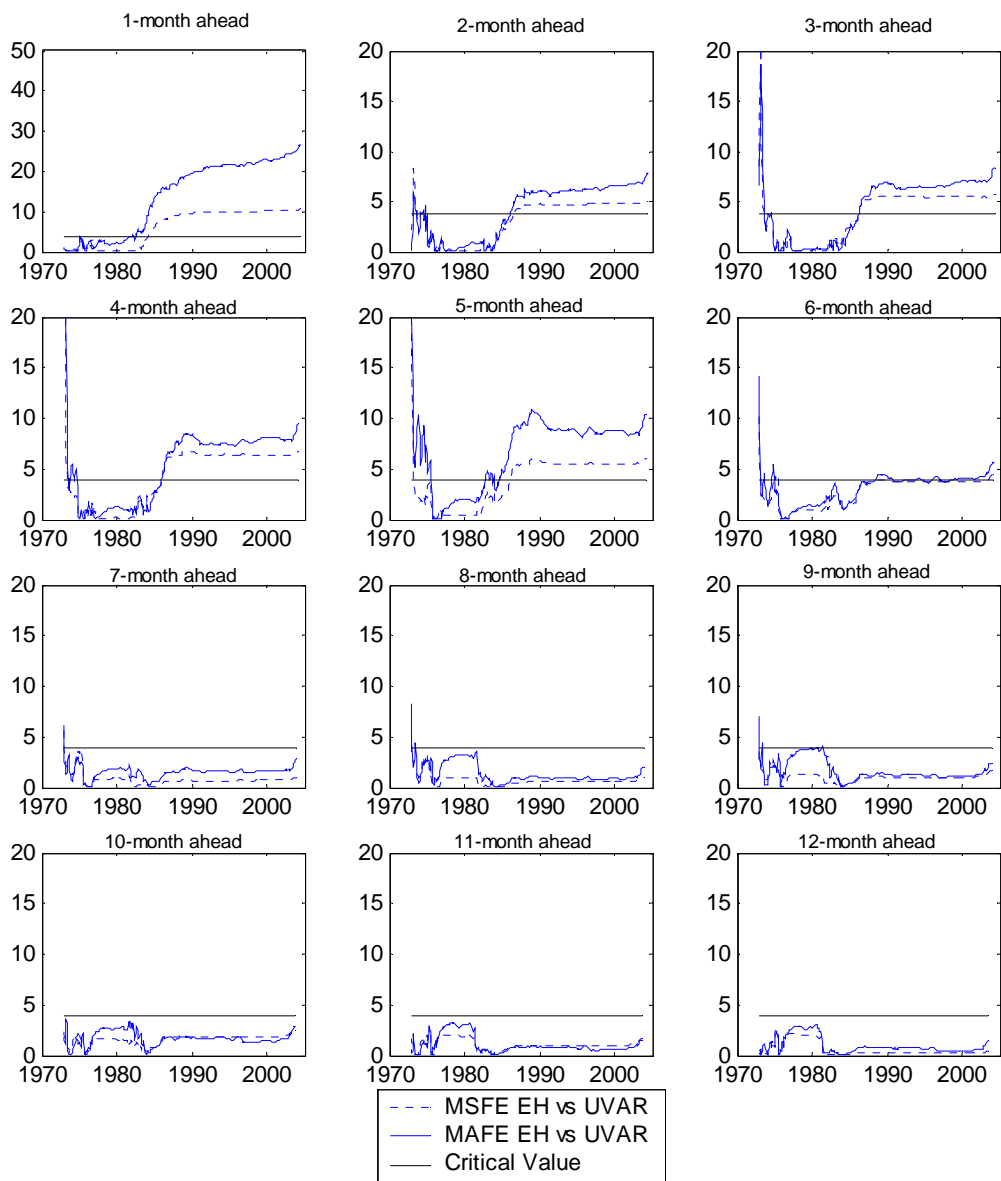 1-month ahead
2-month ahead
3-month ahead
50
40
30
20
10
0
1970 1980 1990 2000
20
15
10
5
0
1970 1980 1990 2000
20
15
10
5
0
1970 1980 1990 2000
4-month ahead
5-month ahead
6-month ahead
20
15
10
5
0
1970 1980 1990 2000
20
15
10
5
0
1970 1980 1990 2000
20
15
10
5
0
1970 1980 1990 2000
7-month ahead
8-month ahead
9-month ahead
20
15
10
5
0
1970 1980 1990 2000
20
15
10
5
0
1970 1980 1990 2000
20
15
10
5
0
1970 1980 1990 2000
10-month ahead
11-month ahead
12-month ahead
20
15
10
5
0
1970 1980 1990 2000
20
15
10
5
0
1970 1980 1990 2000
20
15
10
5
0
1970 1980 1990 2000
MSFE EH vs UVAR
MAFE EH vs UVAR
Critical Value